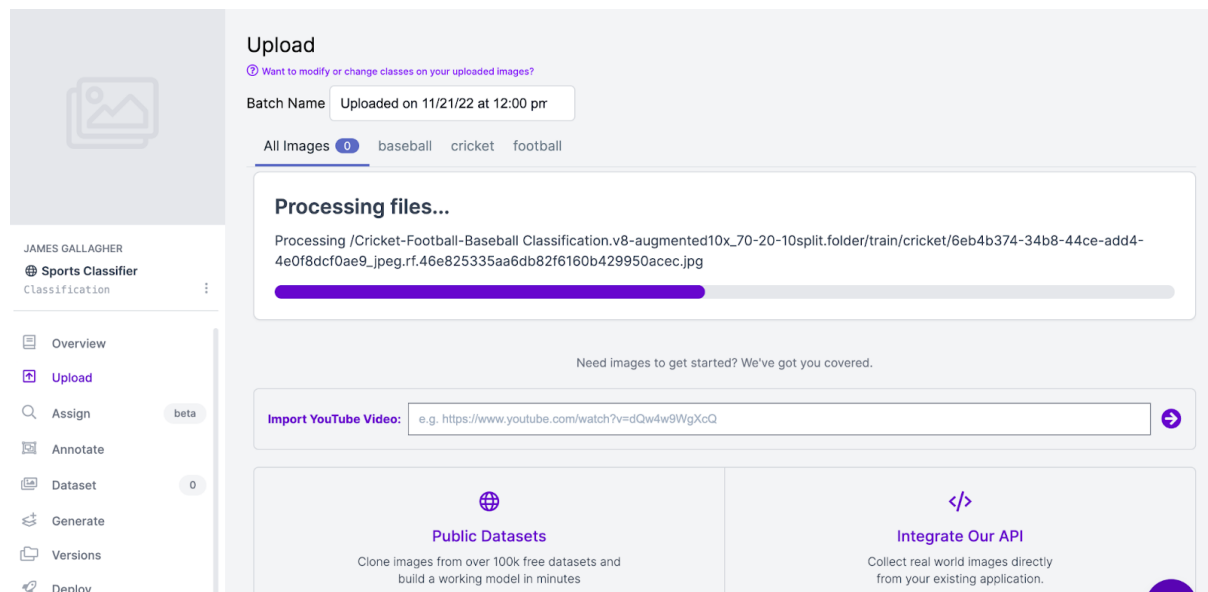 Upload
Want to modify or change classes on your uploaded images?
Batch Name Uploaded on 11/21/22 at 12:00 pm
All Images 0 baseball cricket football
Processing files...
Processing /Cricket-Football-Baseball Classification.v8-augmented10x_70-20-10split.folder/train/cricket/6eb4b374-34b8-44ce-add4-
4e0f8dcf0ae9_jpeg.rf.46e825335aa6db82f6160b429950acec.jpg
JAMES GALLAGHER
Sports Classifier
Classification
Overview
Upload
Assign beta
Annotate
Dataset 0
Generate
Versions
Deploy
Need images to get started? We've got you covered.
Import YouTube Video: e.g. https://www.youtube.com/watch?v=dQw4w9WgXcQ
Public Datasets
Clone images from over 100k free datasets and
build a working model in minutes
Integrate Our API
Collect real world images directly
from your existing application.